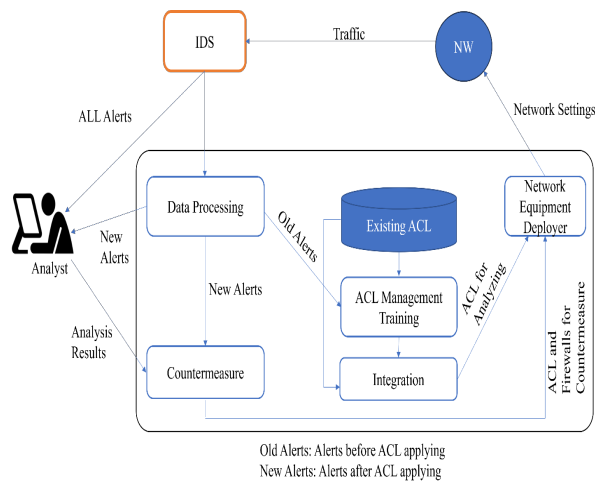 IDS
Traffic
NW
ALL Alerts
Network Settings
Data Processing
Existing ACL
Network
Equipment
Deployer
Old Alerts
New
Alerts
Analyst
New Alerts
ACL Management
Training
ACL for
Analyzing
Analysis
Results
Countermeasure
Integration
ACL and
Firewalls for
Countermeasure
Old Alerts: Alerts before ACL applying
New Alerts: Alerts after ACL applying